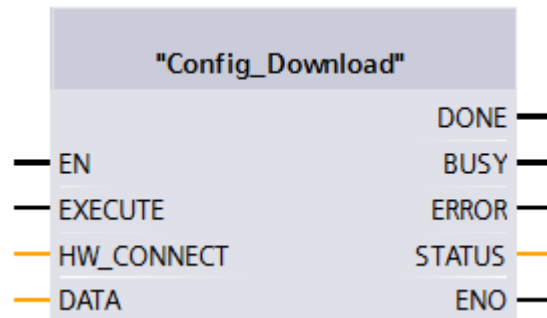 "Config_Download"
DONE
EN BUSY
EXECUTE ERROR
HW_CONNECT STATUS
DATA ENO